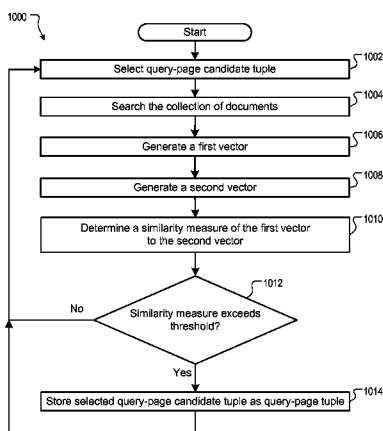 1000
Start
1002
Select query-page candidate tuple
1004
Search the collection of documents
1006
Generate a first vector
1008
Generate a second vector
1010
Determine a similarity measure of the first vector
to the second vector
1012
No
Similarity measure exceeds
threshold?
Yes
1014
Store selected query-page candidate tuple as query-page tuple